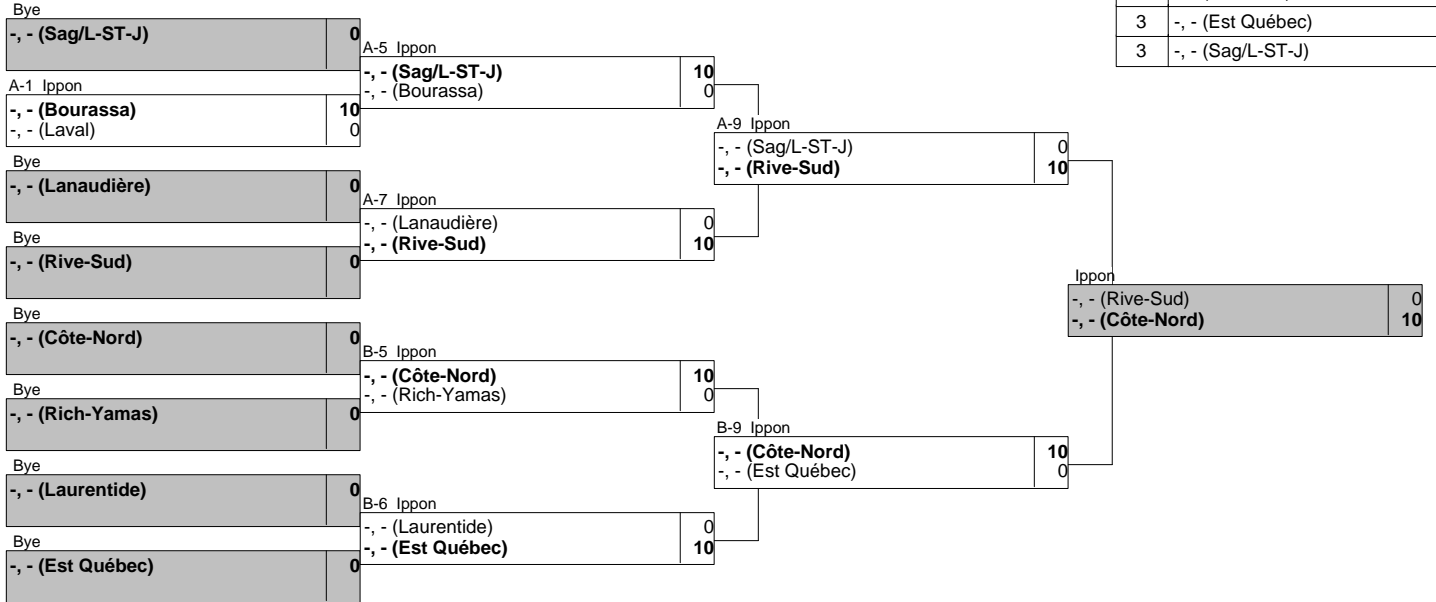 3 -, - (Est Québec)
3 -, - (Sag/L-ST-J)
Bye
-, - (Sag/L-ST-J) 0
A-1 Ippon
-, - (Bourassa) 10
-, - (Laval) 0
Bye
-, - (Lanaudière) 0
Bye
-, - (Rive-Sud) 0
Bye
-, - (Côte-Nord) 0
Bye
-, - (Rich-Yamas) 0
Bye
-, - (Laurentide) 0
Bye
-, - (Est Québec) 0
A-5 Ippon
-, - (Sag/L-ST-J) 10
-, - (Bourassa) 0
A-7 Ippon
-, - (Lanaudière) 0
-, - (Rive-Sud) 10
B-5 Ippon
-, - (Côte-Nord) 10
-, - (Rich-Yamas) 0
B-6 Ippon
-, - (Laurentide) 0
-, - (Est Québec) 10
A-9 Ippon
-, - (Sag/L-ST-J) 0
-, - (Rive-Sud) 10
B-9 Ippon
-, - (Côte-Nord) 10
-, - (Est Québec) 0
Ippon
-, - (Rive-Sud) 0
-, - (Côte-Nord) 10